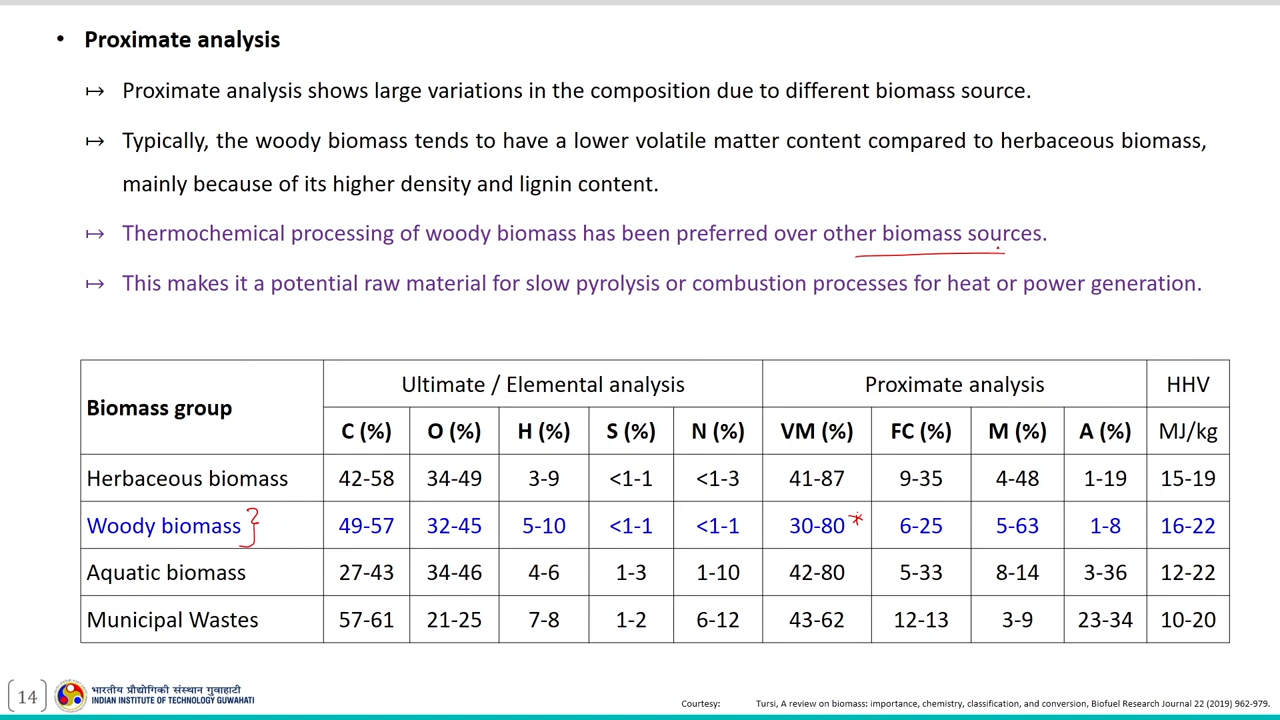 • Proximate analysis
↦ Proximate analysis shows large variations in the composition due to different biomass source.
↦ Typically, the woody biomass tends to have a lower volatile matter content compared to herbaceous biomass,
mainly because of its higher density and lignin content.
↦ Thermochemical processing of woody biomass has been preferred over other biomass sources.
↦ This makes it a potential raw material for slow pyrolysis or combustion processes for heat or power generation.
Biomass group Ultimate / Elemental analysis Proximate analysis HHV
C (%) O (%) H (%) S (%) N (%) VM (%) FC (%) M (%) A (%) MJ/kg
Herbaceous biomass 42-58 34-49 3-9 <1-1 <1-3 41-87 9-35 4-48 1-19 15-19
Woody biomass 49-57 32-45 5-10 <1-1 <1-1 30-80 * 6-25 5-63 1-8 16-22
Aquatic biomass 27-43 34-46 4-6 1-3 1-10 42-80 5-33 8-14 3-36 12-22
Municipal Wastes 57-61 21-25 7-8 1-2 6-12 43-62 12-13 3-9 23-34 10-20
14
भारतीय प्रौद्योगिकी संस्थान गुवाहाटी
INDIAN INSTITUTE OF TECHNOLOGY GUWAHATI
Courtesy: Tursi, A review on biomass: importance, chemistry, classification, and conversion, Biofuel Research Journal 22 (2019) 962-979.